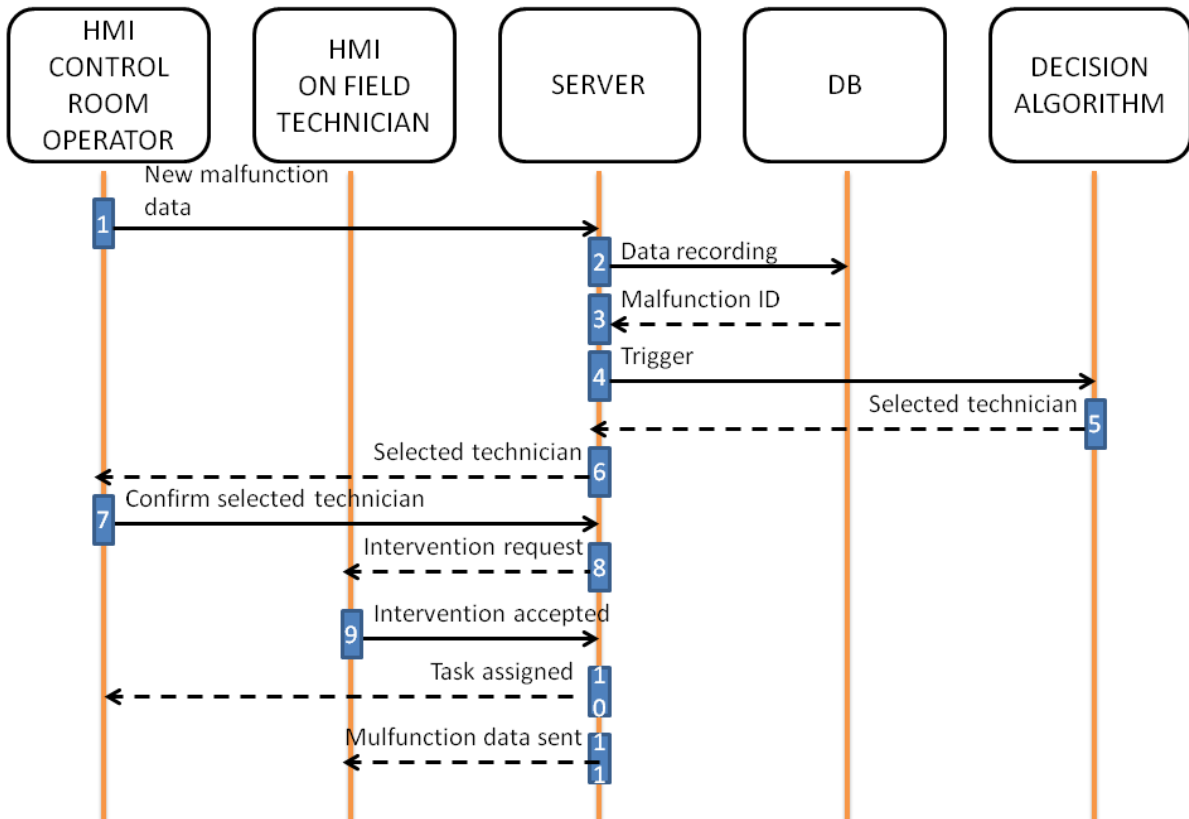 HMI
CONTROL
ROOM
OPERATOR
HMI
ON FIELD
TECHNICIAN
SERVER
DB
DECISION
ALGORITHM
New malfunction
data
1
2
Data recording
Malfunction ID
3
Trigger
4
Selected technician
5
Selected technician
6
Confirm selected technician
7
Intervention request
8
Intervention accepted
9
Task assigned
1
0
Mulfunction data sent
1
1